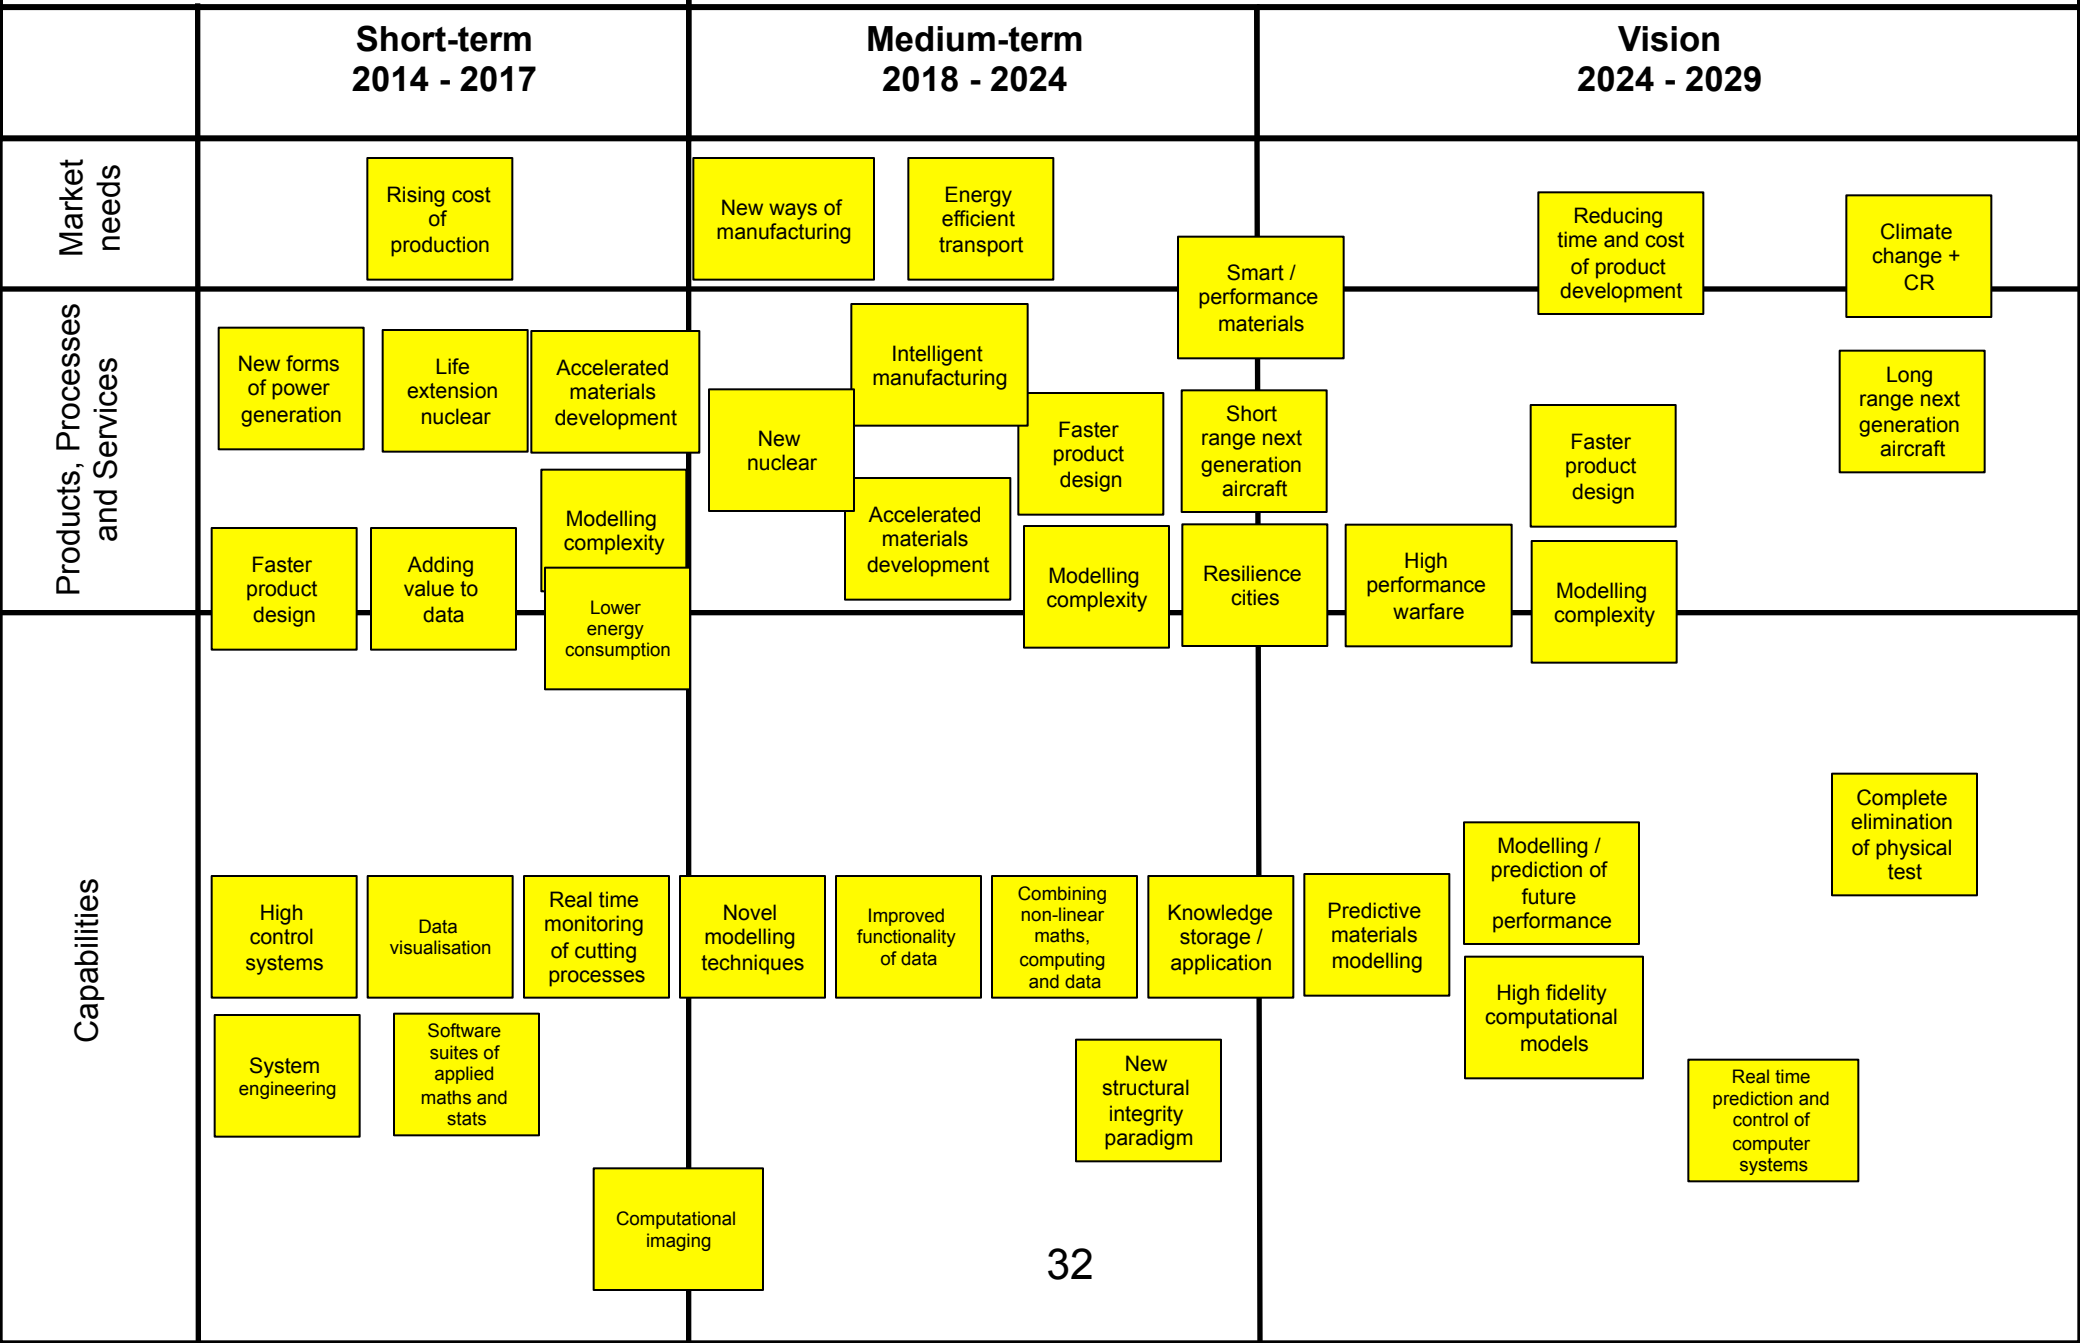 Short-term
2014 - 2017
Medium-term
2018 - 2024
Vision
2024 - 2029
Market
needs
Rising cost
of
production
New ways of
manufacturing
Energy
efficient
transport
Smart /
performance
materials
Reducing
time and cost
of product
development
Climate
change +
CR
Products, Processes
and Services
New forms
of power
generation
Life
extension
nuclear
Accelerated
materials
development
Modelling
complexity
Faster
product
design
Adding
value to
data
Lower
energy
consumption
Intelligent
manufacturing
New
nuclear
Faster
product
design
Accelerated
materials
development
Modelling
complexity
Short
range next
generation
aircraft
Resilience
cities
High
performance
warfare
Faster
product
design
Modelling
complexity
Long
range next
generation
aircraft
Capabilities
High
control
systems
Data
visualisation
Real time
monitoring
of cutting
processes
Novel
modelling
techniques
Improved
functionality
of data
Combining
non-linear
maths,
computing
and data
Knowledge
storage /
application
Predictive
materials
modelling
Modelling /
prediction of
future
performance
Complete
elimination
of physical
test
High fidelity
computational
models
System
engineering
Software
suites of
applied
maths and
stats
New
structural
integrity
paradigm
Real time
prediction and
control of
computer
systems
Computational
imaging
32